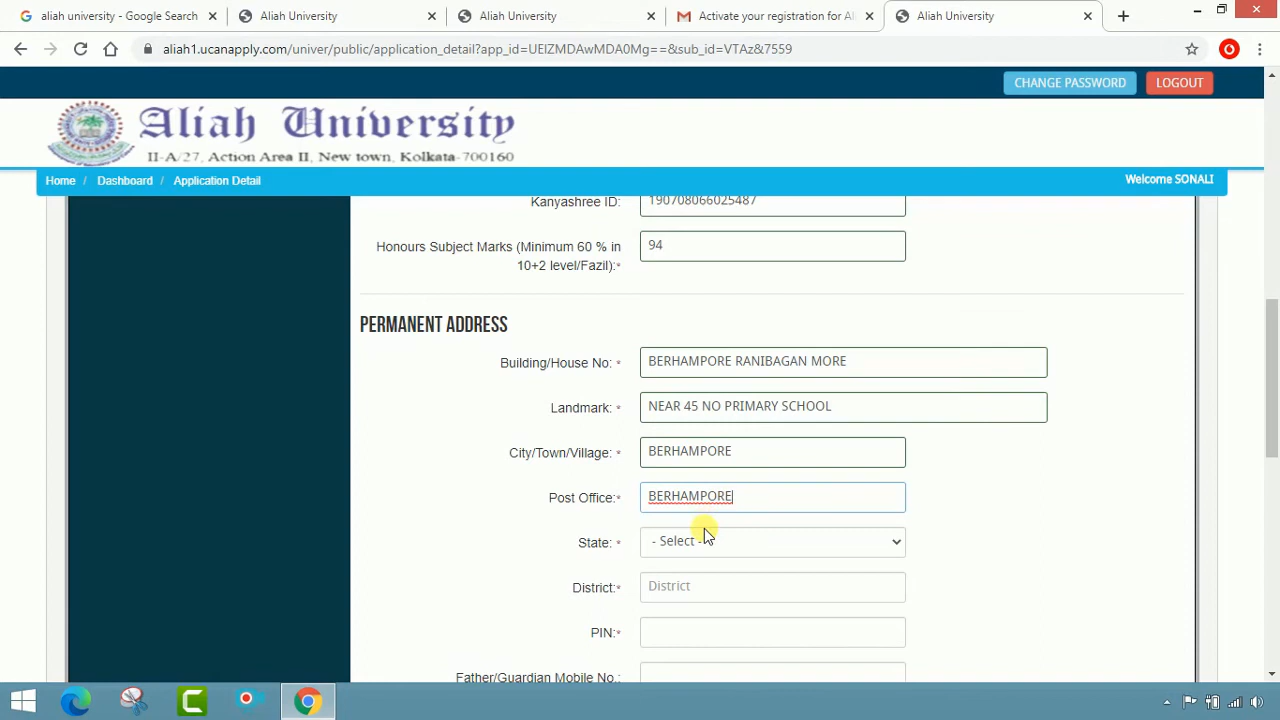 aliah university - Google Search
Aliah University
Aliah University
Activate your registration for Al
Aliah University
aliah1.ucanapply.com/univer/public/application_detail?app_id=UElZMDAwMDA0Mg==&sub_id=VTAz&7559
CHANGE PASSWORD
LOGOUT
Aliah University
II-A/27, Action Area II, New town, Kolkata-700160
Home / Dashboard / Application Detail
Welcome SONALI
Kanyashree ID: 190708066025487
Honours Subject Marks (Minimum 60 % in 94
10+2 level/Fazil):*
PERMANENT ADDRESS
Building/House No: * BERHAMPORE RANIBAGAN MORE
Landmark: * NEAR 45 NO PRIMARY SCHOOL
City/Town/Village: * BERHAMPORE
Post Office:* BERHAMPORE
State: * - Select -
District:* District
PIN:*
Father/Guardian Mobile No.: